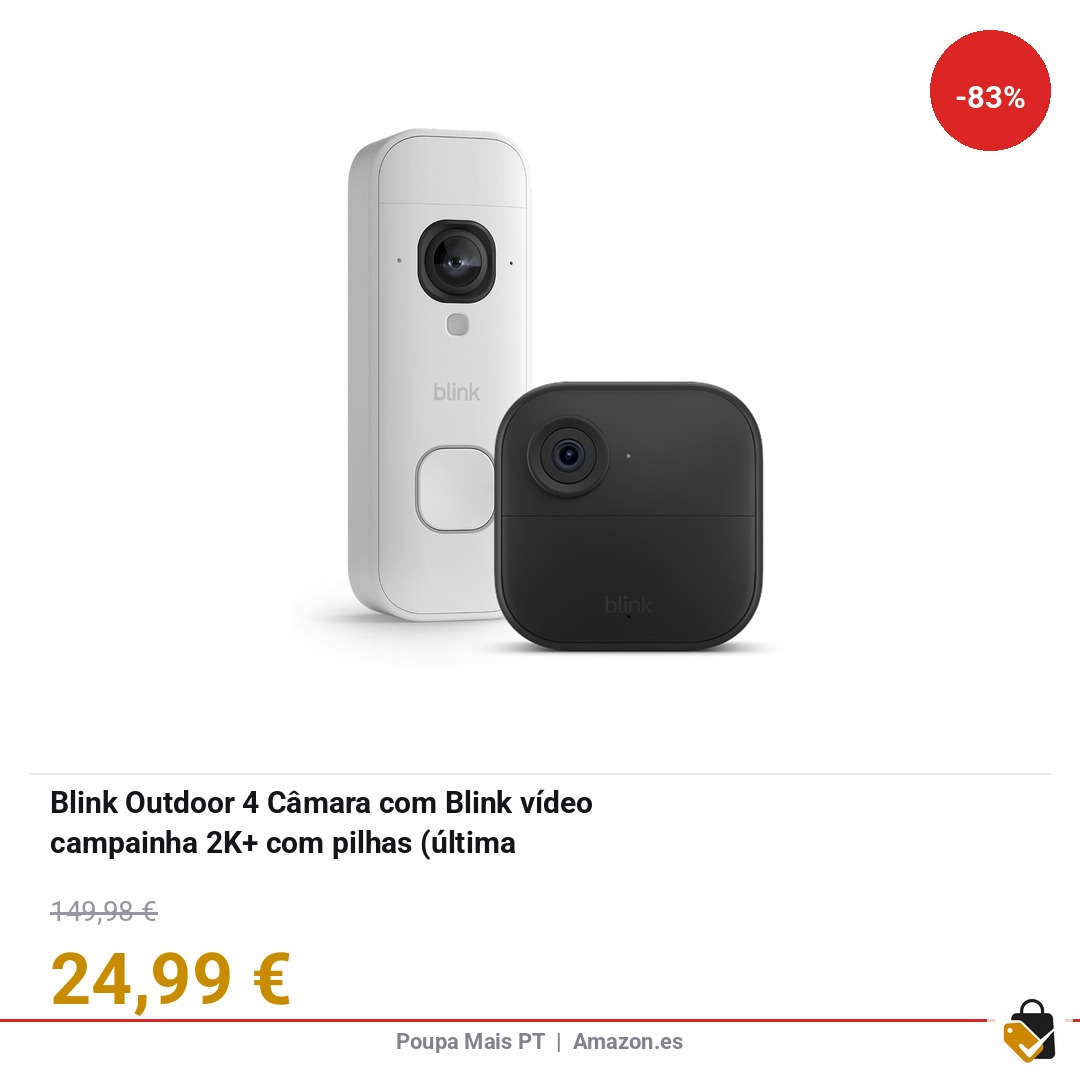 -83%
blink
blink
Blink Outdoor 4 Câmara com Blink vídeo
campainha 2K+ com pilhas (última
149,98 €
24,99 €
Poupa Mais PT | Amazon.es